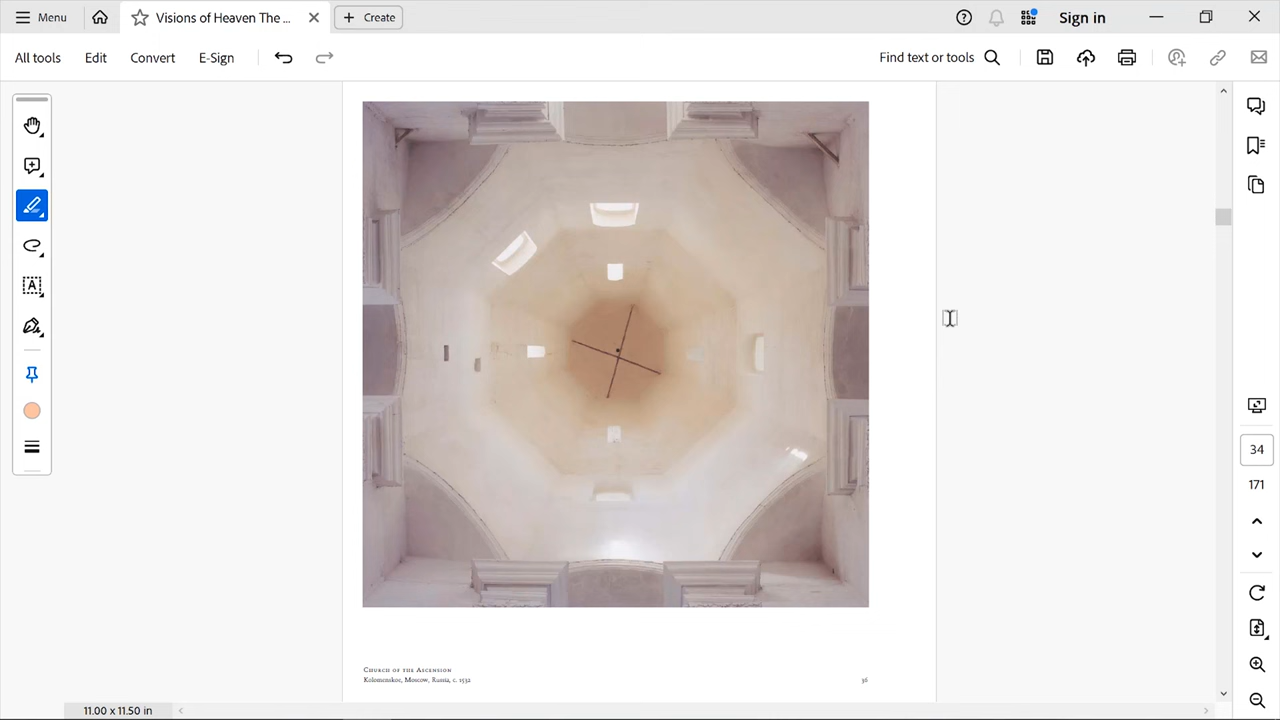 Menu
Visions of Heaven The ...
Create
Sign in
All tools
Edit
Convert
E-Sign
Find text or tools
34
171
Church of the Ascension
Kolomenskoe, Moscow, Russia, c. 1532
36
11.00 x 11.50 in